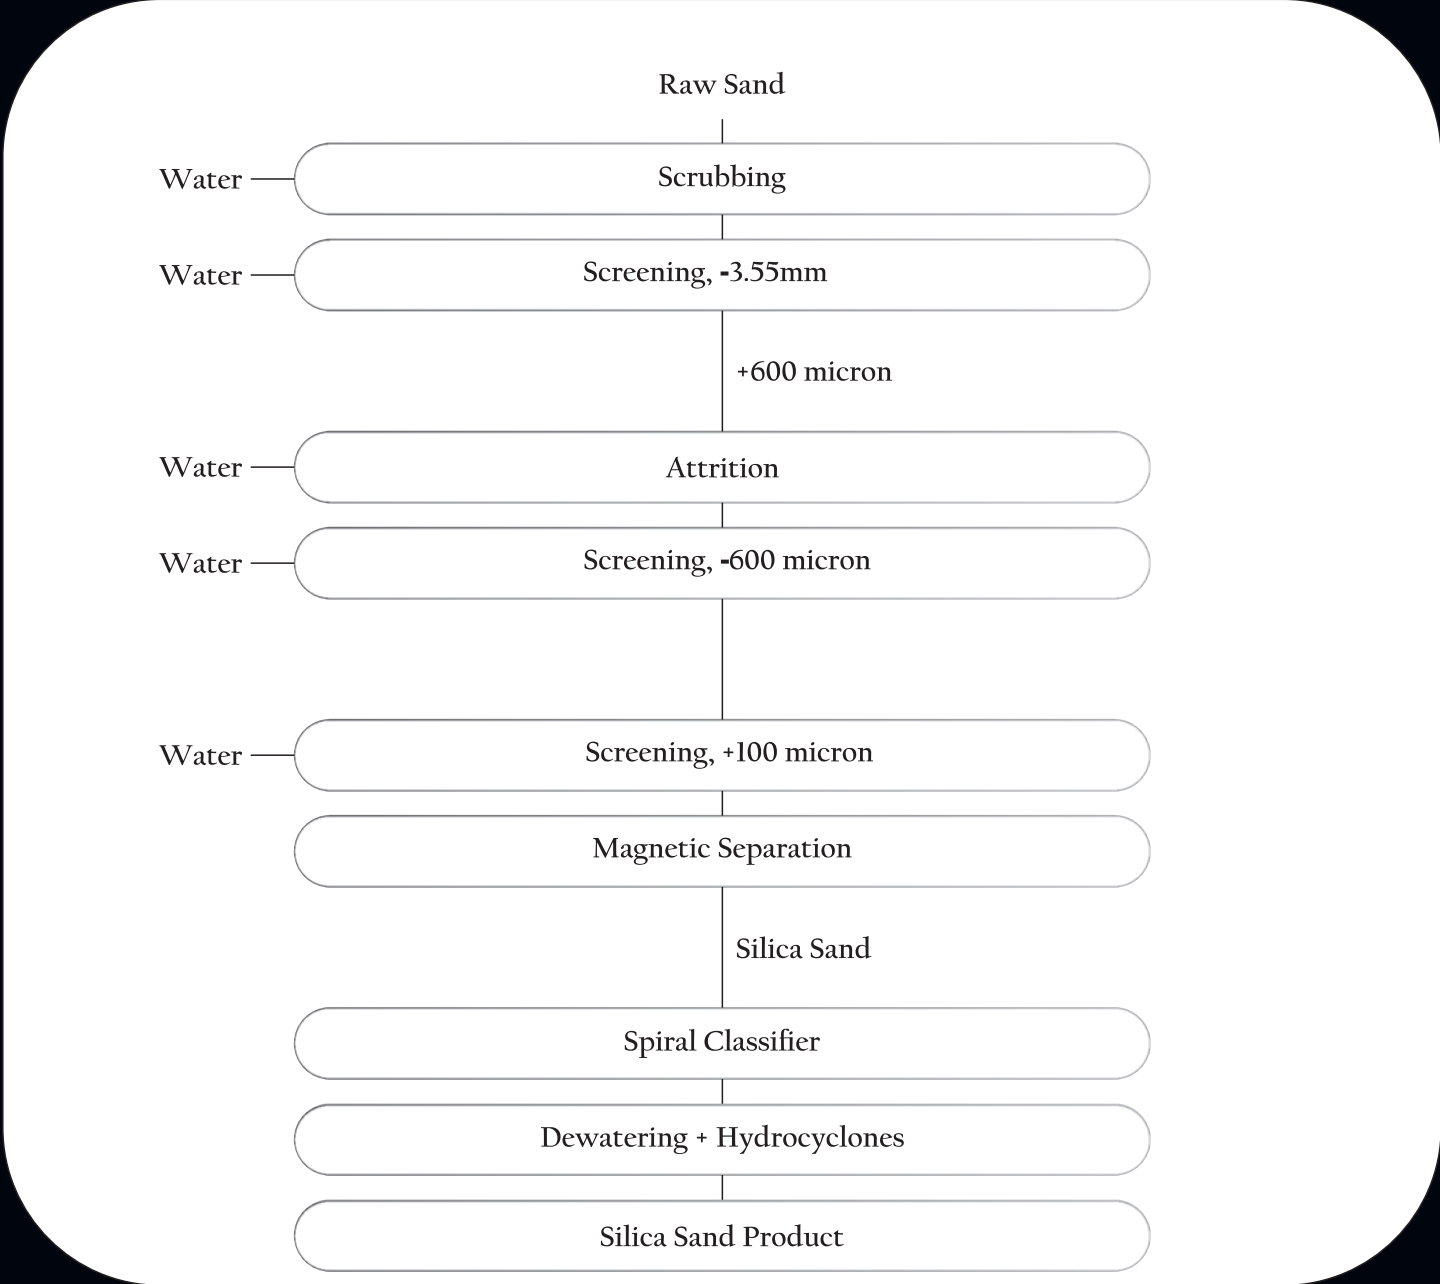 Raw Sand
Water
Scrubbing
Water
Screening, -3.55mm
+600 micron
Water
Attrition
Water
Screening, -600 micron
Water
Screening, +100 micron
Magnetic Separation
Silica Sand
Spiral Classifier
Dewatering + Hydrocyclones
Silica Sand Product